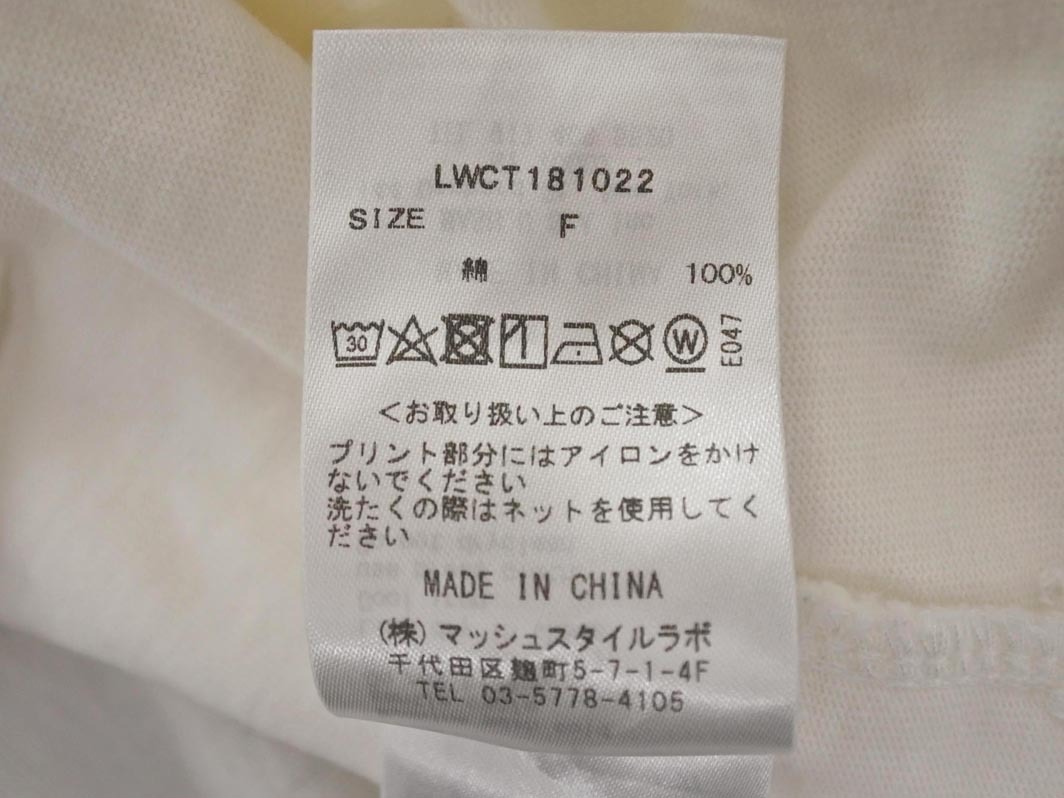 LWCT181022
SIZE F
綿 100%
30 W E047
＜お取り扱い上のご注意＞
プリント部分にはアイロンをかけ
ないでください
洗たくの際はネットを使用してく
ださい
MADE IN CHINA
(株)マッシュスタイルラボ
千代田区麹町5-7-1-4F
TEL 03-5778-4105